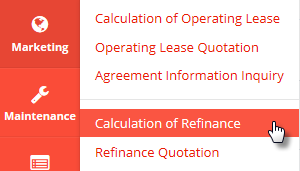 Marketing
Maintenance
Calculation of Operating Lease
Operating Lease Quotation
Agreement Information Inquiry
Calculation of Refinance
Refinance Quotation